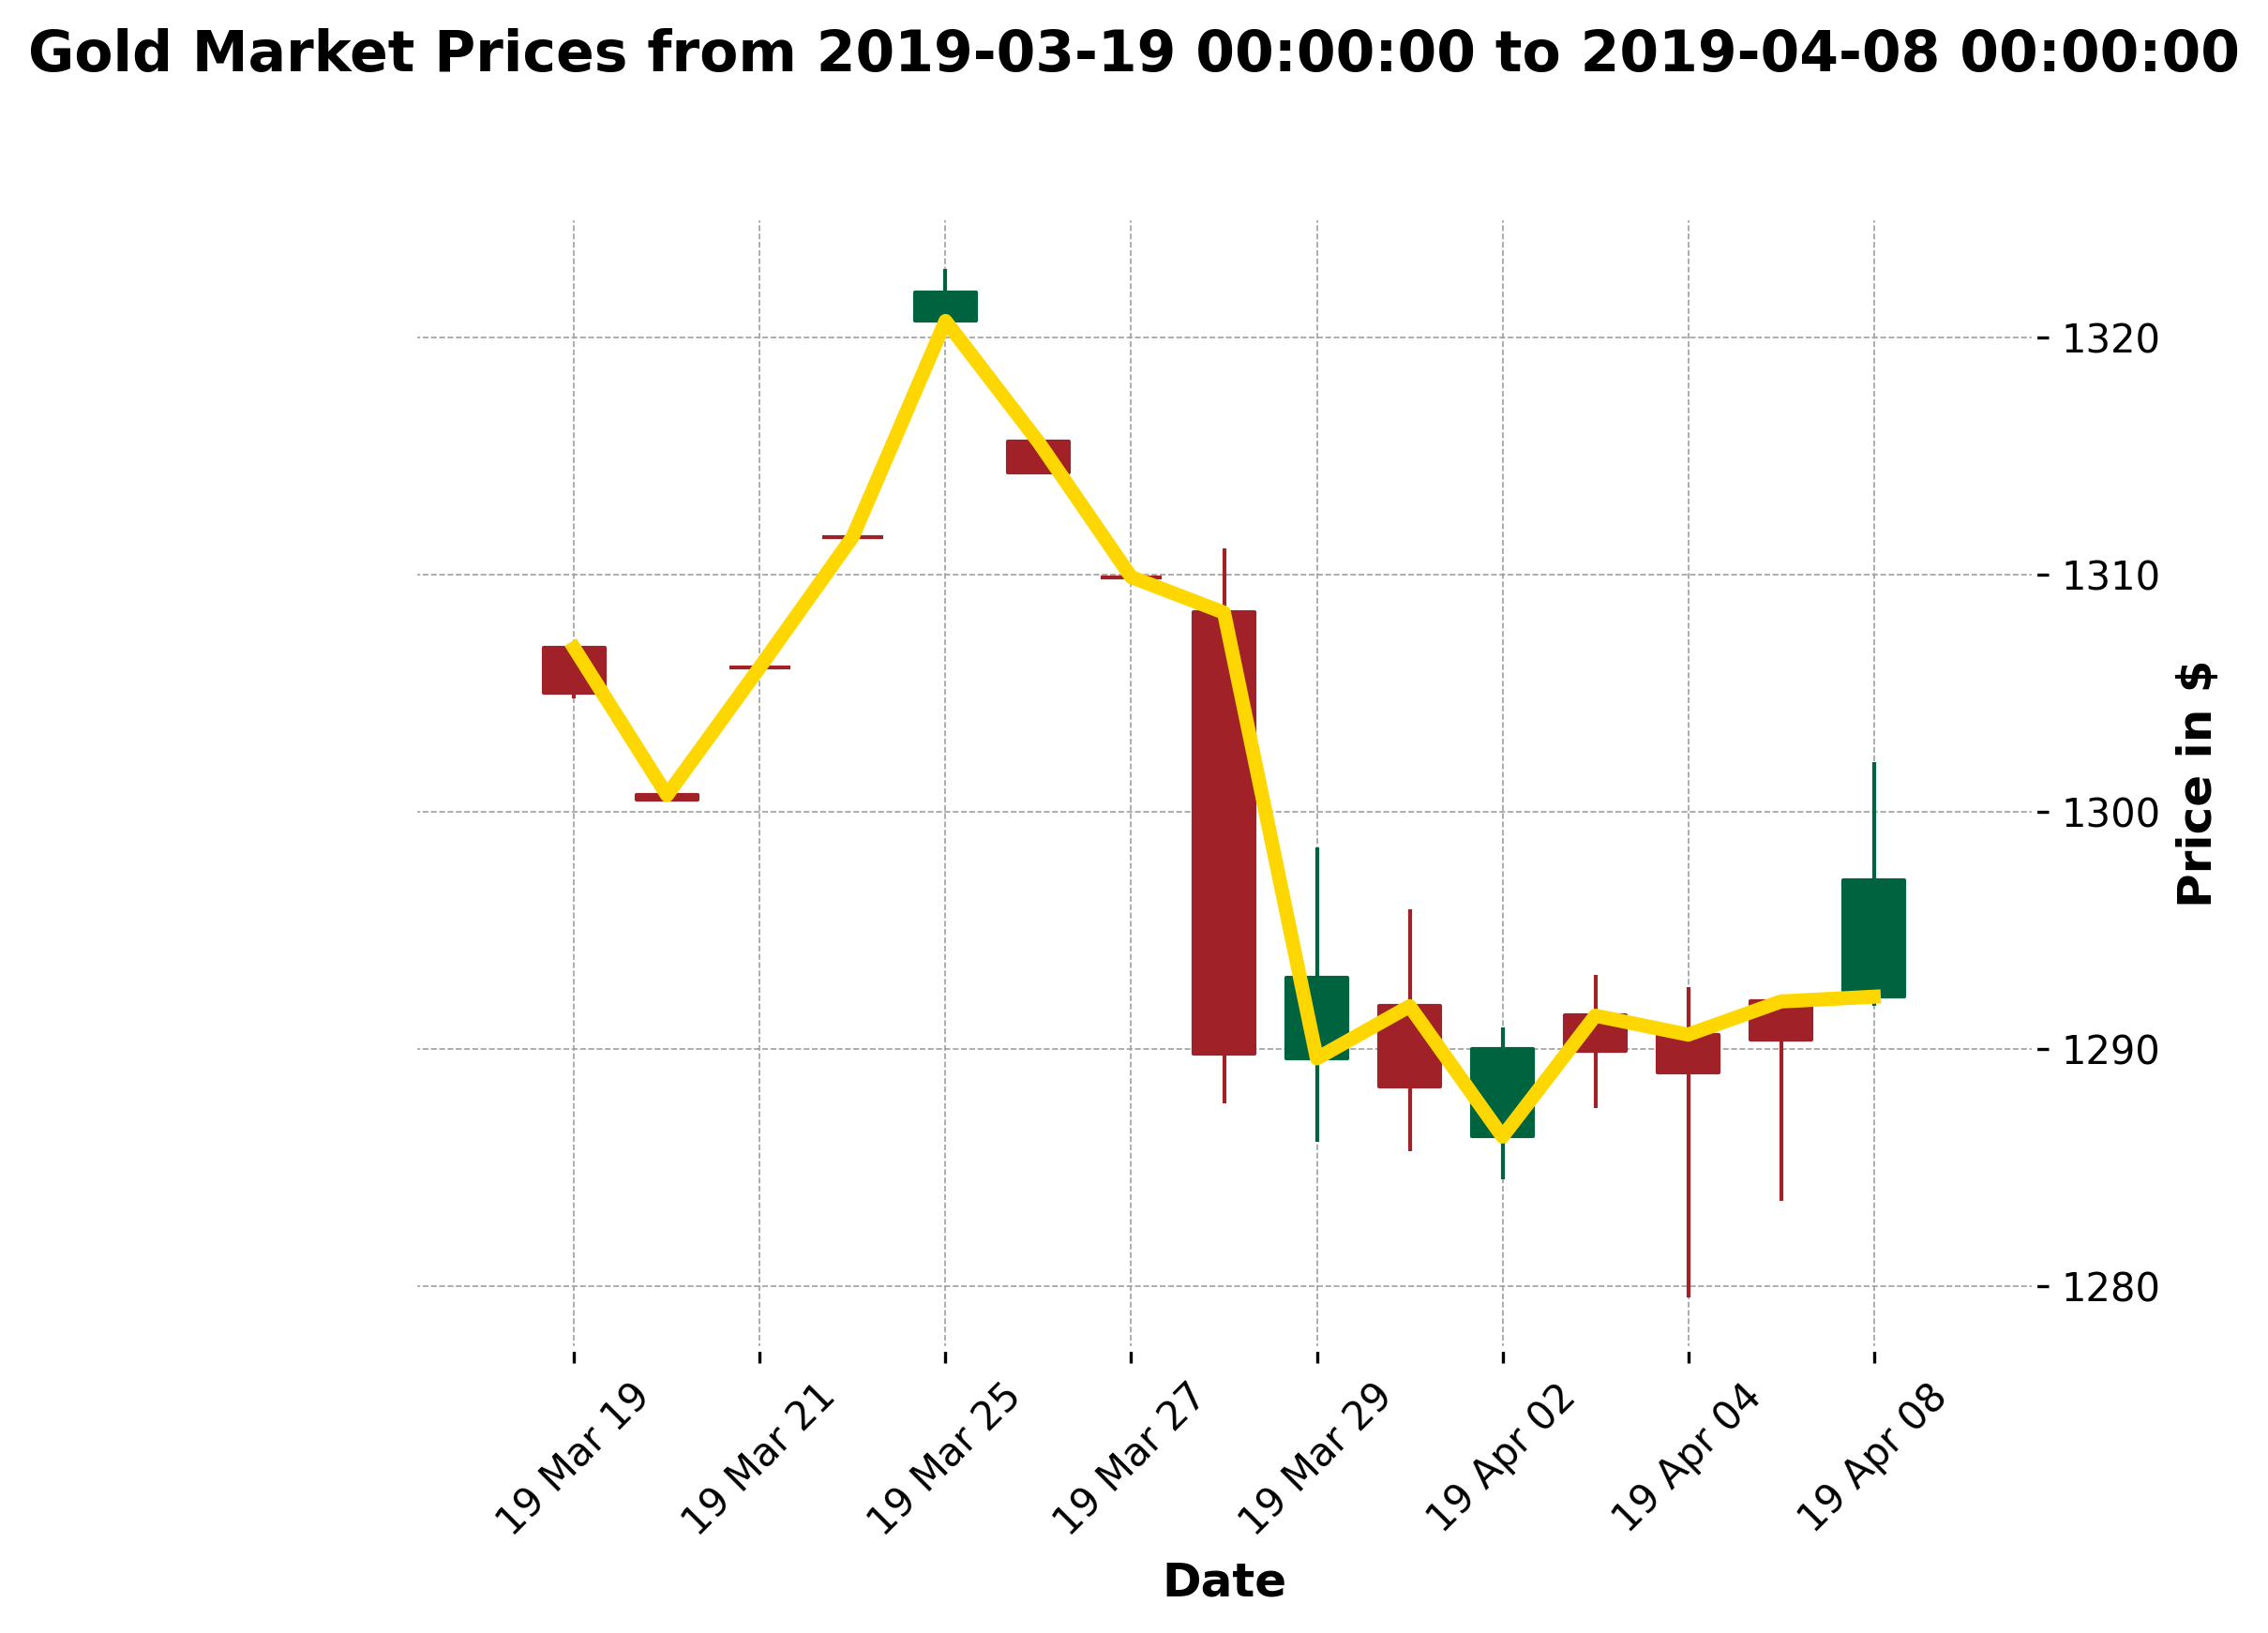 Gold Market Prices from 2019-03-19 00:00:00 to 2019-04-08 00:00:00
1320
1310
1300
1290
1280
Price in $
19 Mar 19
19 Mar 21
19 Mar 25
19 Mar 27
19 Mar 29
19 Apr 02
19 Apr 04
19 Apr 08
Date